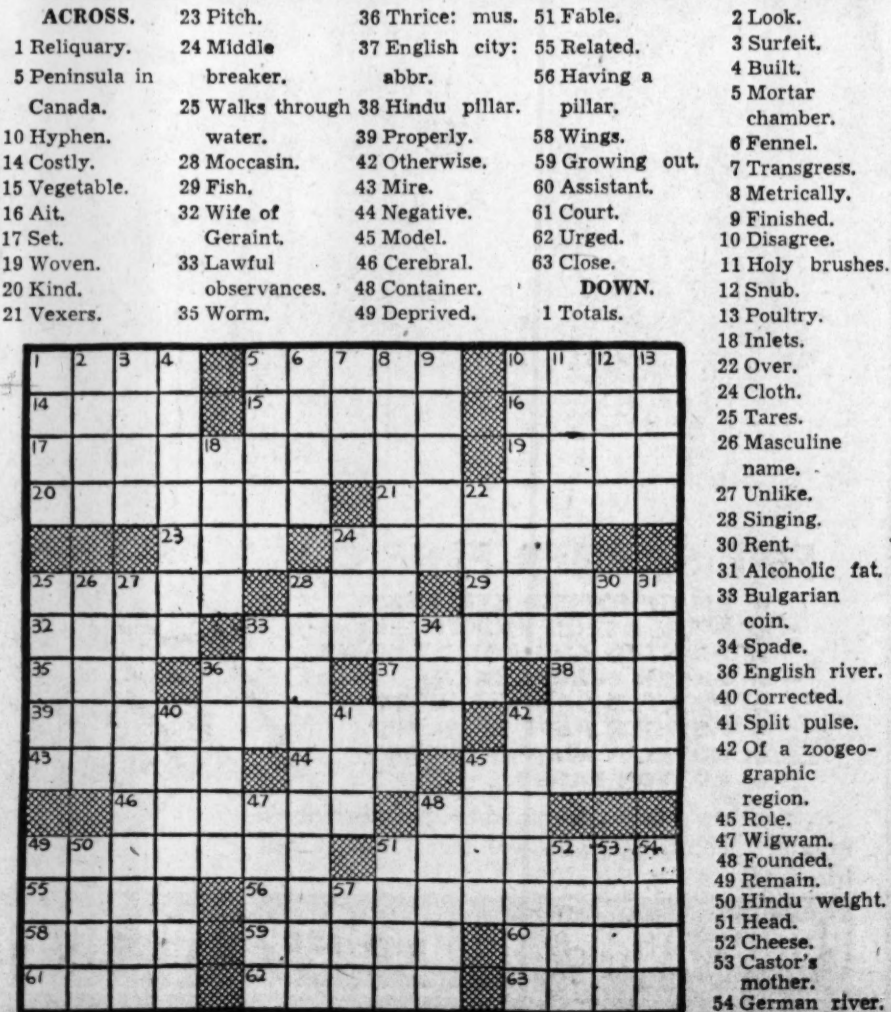 ACROSS.
1 Reliquary.
5 Peninsula in
Canada.
10 Hyphen.
14 Costly.
15 Vegetable.
16 Ait.
17 Set.
19 Woven.
20 Kind.
21 Vexers.
23 Pitch.
24 Middle
breaker.
25 Walks through
water.
28 Moccasin.
29 Fish.
32 Wife of
Geraint.
33 Lawful
observances.
35 Worm.
36 Thrice: mus.
37 English city:
abbr.
38 Hindu pillar.
39 Properly.
42 Otherwise.
43 Mire.
44 Negative.
45 Model.
46 Cerebral.
48 Container.
49 Deprived.
51 Fable.
55 Related.
56 Having a
pillar.
58 Wings.
59 Growing out.
60 Assistant.
61 Court.
62 Urged.
63 Close.
DOWN.
1 Totals.
2 Look.
3 Surfeit.
4 Built.
5 Mortar
chamber.
6 Fennel.
7 Transgress.
8 Metrically.
9 Finished.
10 Disagree.
11 Holy brushes.
12 Snub.
13 Poultry.
18 Inlets.
22 Over.
24 Cloth.
25 Tares.
26 Masculine
name.
27 Unlike.
28 Singing.
30 Rent.
31 Alcoholic fat.
33 Bulgarian
coin.
34 Spade.
36 English river.
40 Corrected.
41 Split pulse.
42 Of a zoogeo-
graphic
region.
45 Role.
47 Wigwam.
48 Founded.
49 Remain.
50 Hindu weight.
51 Head.
52 Cheese.
53 Castor's
mother.
54 German river.
1 2 3 4 5 6 7 8 9 10 11 12 13
14 15 16
17 18 19
20 21 22
23 24
25 26 27 28 29 30 31
32 33 34
35 36 37 38
39 40 41 42
43 44 45
46 47 48
49 50 51 52 53 54
55 56 57
58 59 60
61 62 63